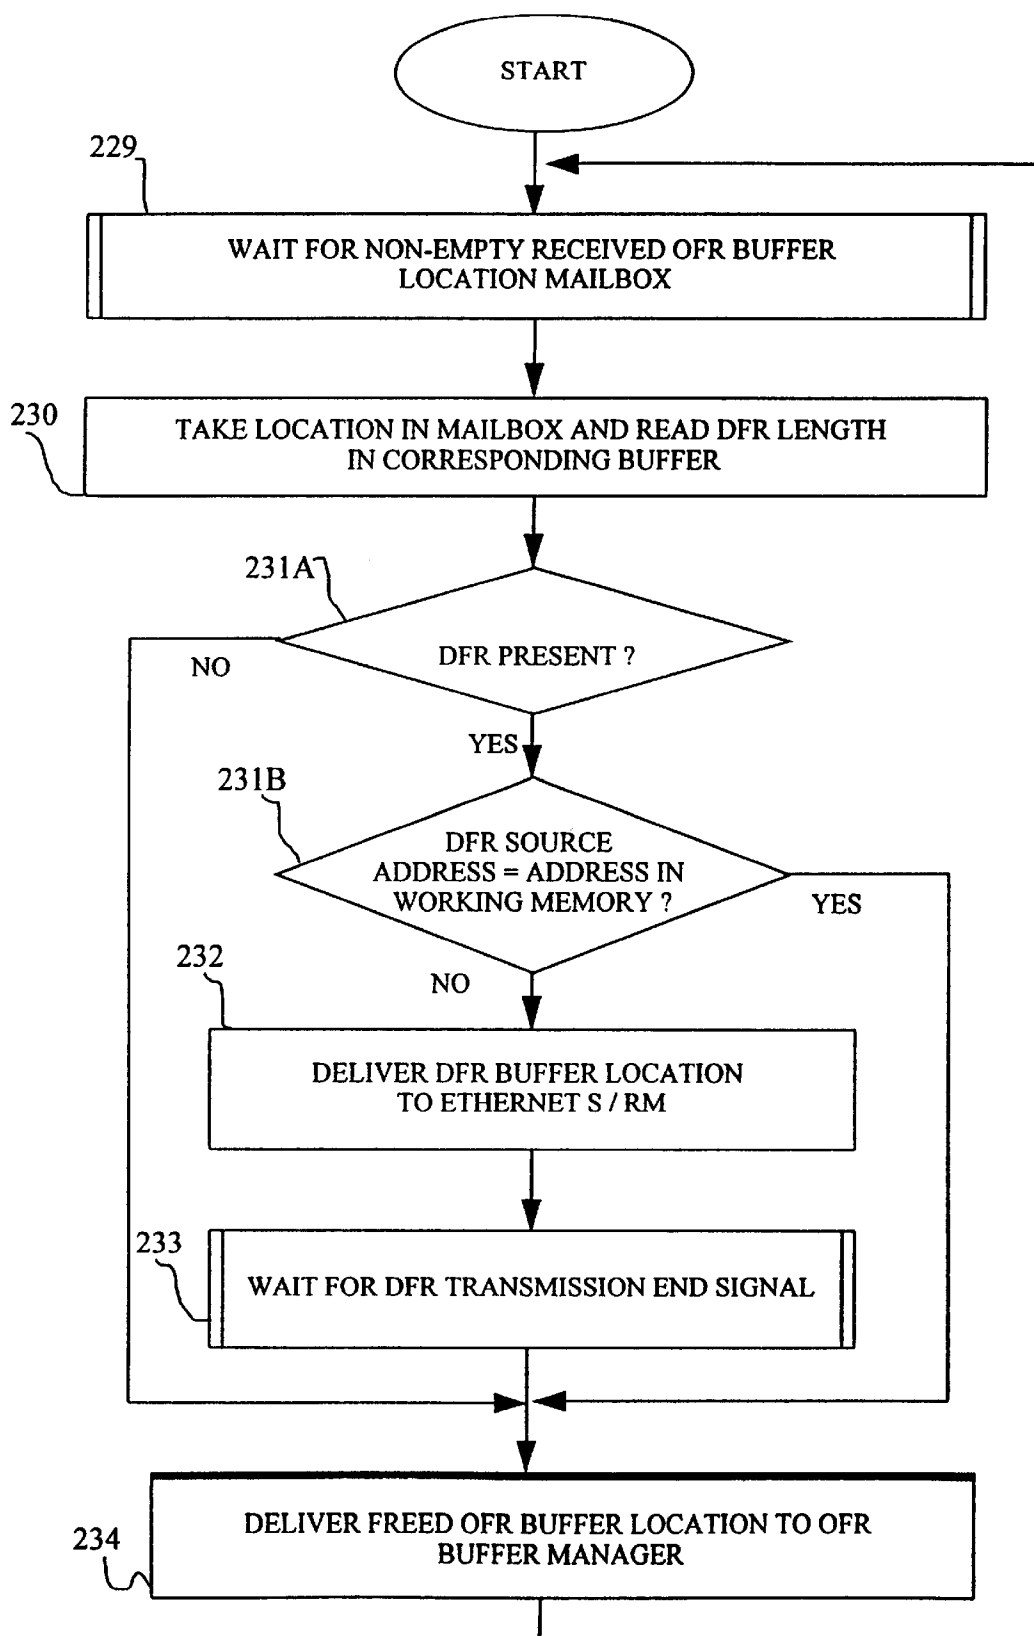 START
229
WAIT FOR NON-EMPTY RECEIVED OFR BUFFER
LOCATION MAILBOX
230
TAKE LOCATION IN MAILBOX AND READ DFR LENGTH
IN CORRESPONDING BUFFER
231A
DFR PRESENT ?
NO
YES
231B
DFR SOURCE
ADDRESS = ADDRESS IN
WORKING MEMORY ?
YES
NO
232
DELIVER DFR BUFFER LOCATION
TO ETHERNET S / RM
233
WAIT FOR DFR TRANSMISSION END SIGNAL
DELIVER FREED OFR BUFFER LOCATION TO OFR
BUFFER MANAGER
234